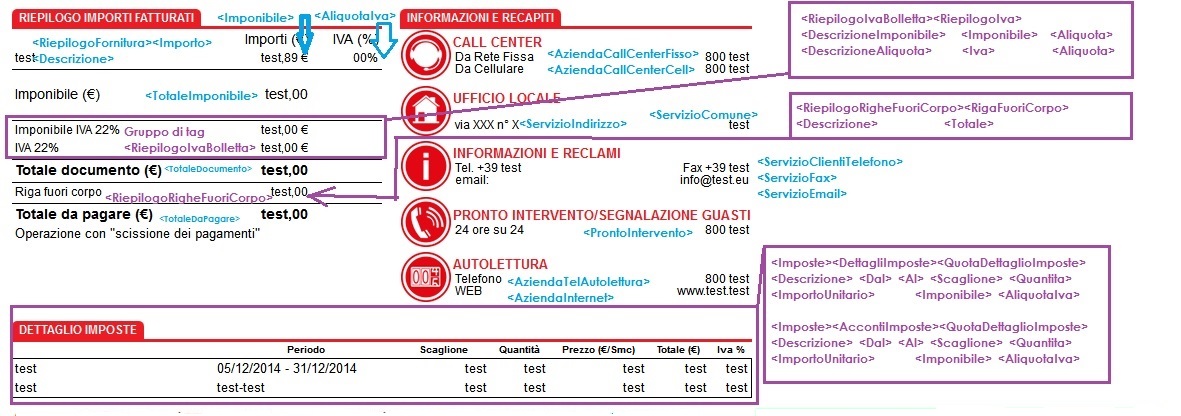 RIEPILOGO IMPORTI FATTURATI
<Imponibile>
<AliquotaIva>
<RiepilogoFornitura><Importo>
Importi (€)
IVA (%)
test <Descrizione>
test,89 €
00%
Imponibile (€) <TotaleImponibile> test,00
Imponibile IVA 22% Gruppo di tag test,00 €
IVA 22% <RiepilogoIvaBolletta> test,00 €
Totale documento (€) <TotaleDocumento> test,00
Riga fuori corpo <RiepilogoRigheFuoriCorpo> test,00
Totale da pagare (€) <TotaleDaPagare> test,00
Operazione con "scissione dei pagamenti"
INFORMAZIONI E RECAPITI
CALL CENTER
Da Rete Fissa <AziendaCallCenterFisso> 800 test
Da Cellulare <AziendaCallCenterCell> 800 test
UFFICIO LOCALE
<ServizioComune>
via XXX n° X <ServizioIndirizzo> test
INFORMAZIONI E RECLAMI
Tel. +39 test Fax +39 test
email: info@test.eu
<ServizioClientiTelefono>
<ServizioFax>
<ServizioEmail>
PRONTO INTERVENTO/SEGNALAZIONE GUASTI
24 ore su 24 <ProntoIntervento> 800 test
AUTOLETTURA
Telefono <AziendaTelAutolettura> 800 test
WEB <AziendaInternet> www.test.test
<RiepilogoIvaBolletta><RiepilogoIva>
<DescrizioneImponibile> <Imponibile> <Aliquota>
<DescrizioneAliquota> <Iva> <Aliquota>
<RiepilogoRigheFuoriCorpo><RigaFuoriCorpo>
<Descrizione> <Totale>
<Imposte><DettagliImposte><QuotaDettaglioImposte>
<Descrizione> <Dal> <Al> <Scaglione> <Quantita>
<ImportoUnitario> <Imponibile> <AliquotaIva>
<Imposte><AccontiImposte><QuotaDettaglioImposte>
<Descrizione> <Dal> <Al> <Scaglione> <Quantita>
<ImportoUnitario> <Imponibile> <AliquotaIva>
DETTAGLIO IMPOSTE
Periodo Scaglione Quantità Prezzo (€/Smc) Totale (€) Iva %
test 05/12/2014 - 31/12/2014 test test test test test
test test-test test test test test test